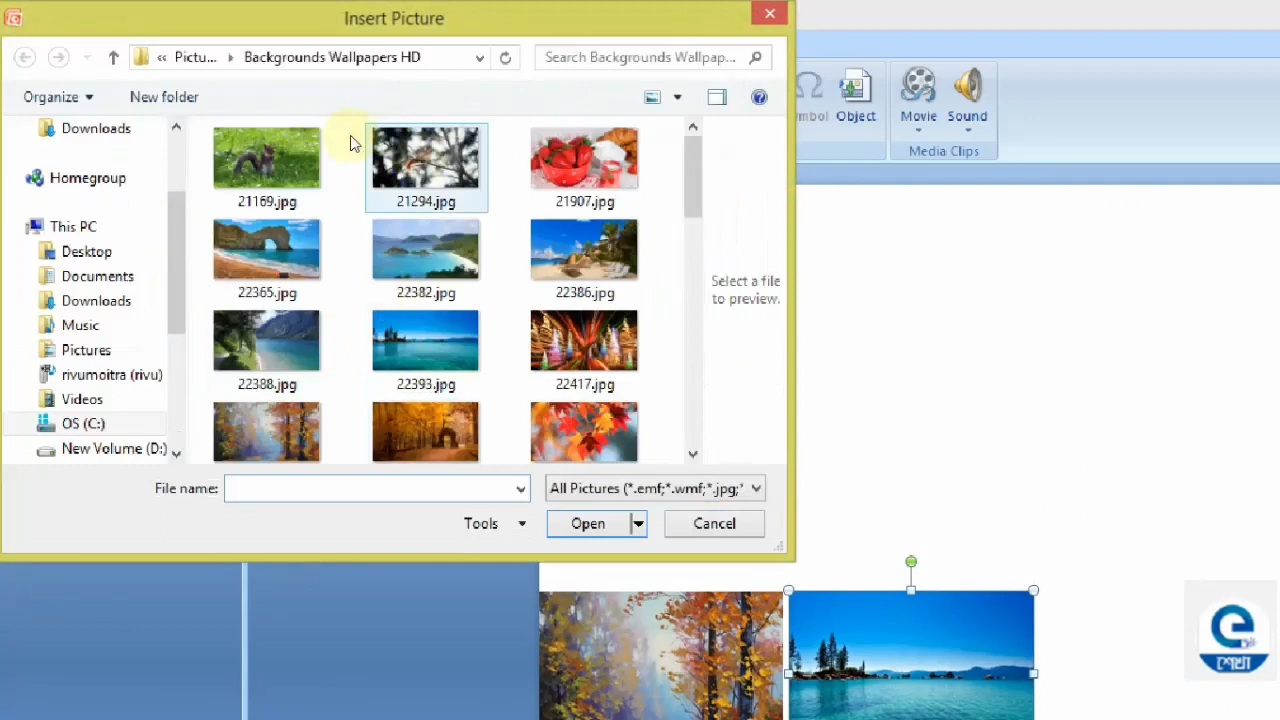 Insert Picture
« Pictu... Backgrounds Wallpapers HD
Search Backgrounds Wallpap...
Organize New folder
Downloads
Homegroup
This PC
Desktop
Documents
Downloads
Music
Pictures
rivumoitra (rivu)
Videos
OS (C:)
New Volume (D:)
21169.jpg 21294.jpg 21907.jpg
22365.jpg 22382.jpg 22386.jpg
22388.jpg 22393.jpg 22417.jpg
Select a file
to preview.
File name: All Pictures (*.emf;*.wmf;*.jpg;*
Tools Open Cancel
mbol Object Movie Sound
Media Clips
e
শেখা